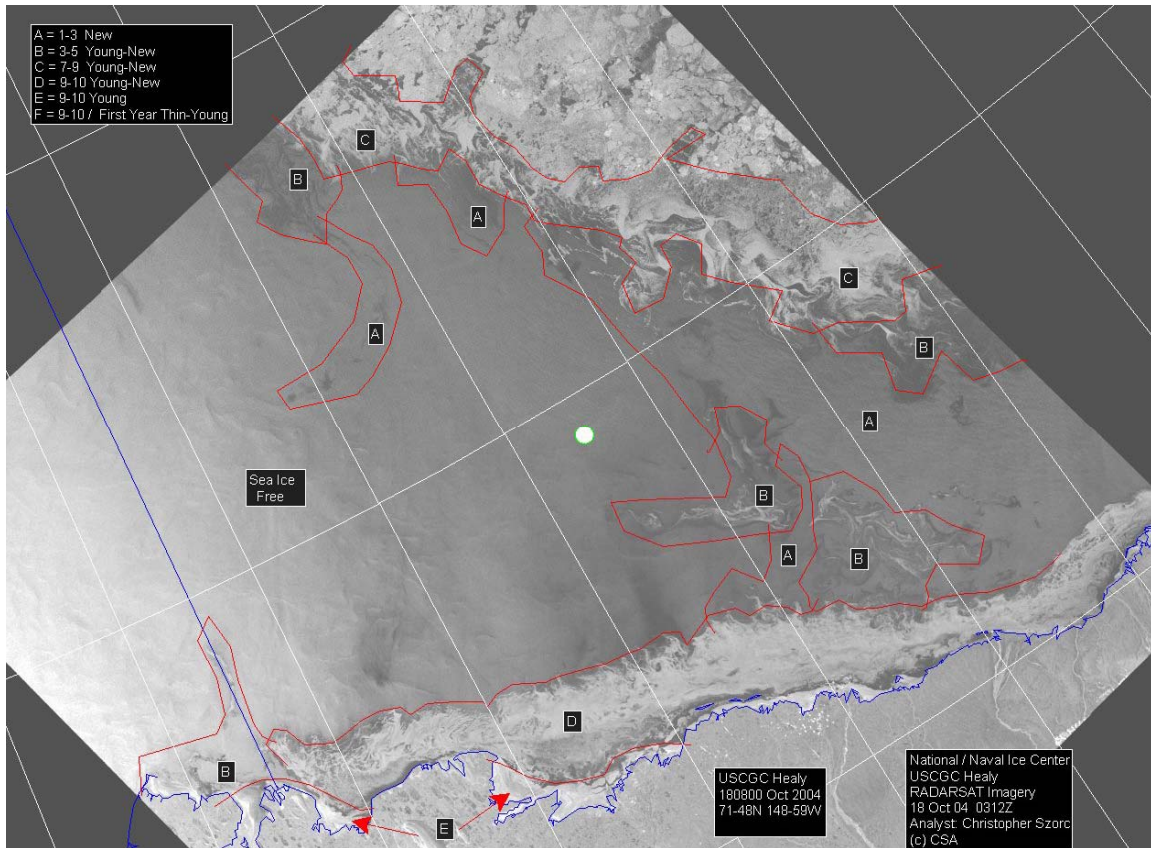 A = 1-3 New
B = 3-5 Young-New
C = 7-9 Young-New
D = 9-10 Young-New
E = 9-10 Young
F = 9-10 / First Year Thin-Young
C
B
A
C
A
B
A
Sea Ice
Free
B
A
B
D
B
E
USCGC Healy
180800 Oct 2004
71-48N 148-59W
National / Naval Ice Center
USCGC Healy
RADARSAT Imagery
18 Oct 04 0312Z
Analyst: Christopher Szorc
(c) CSA